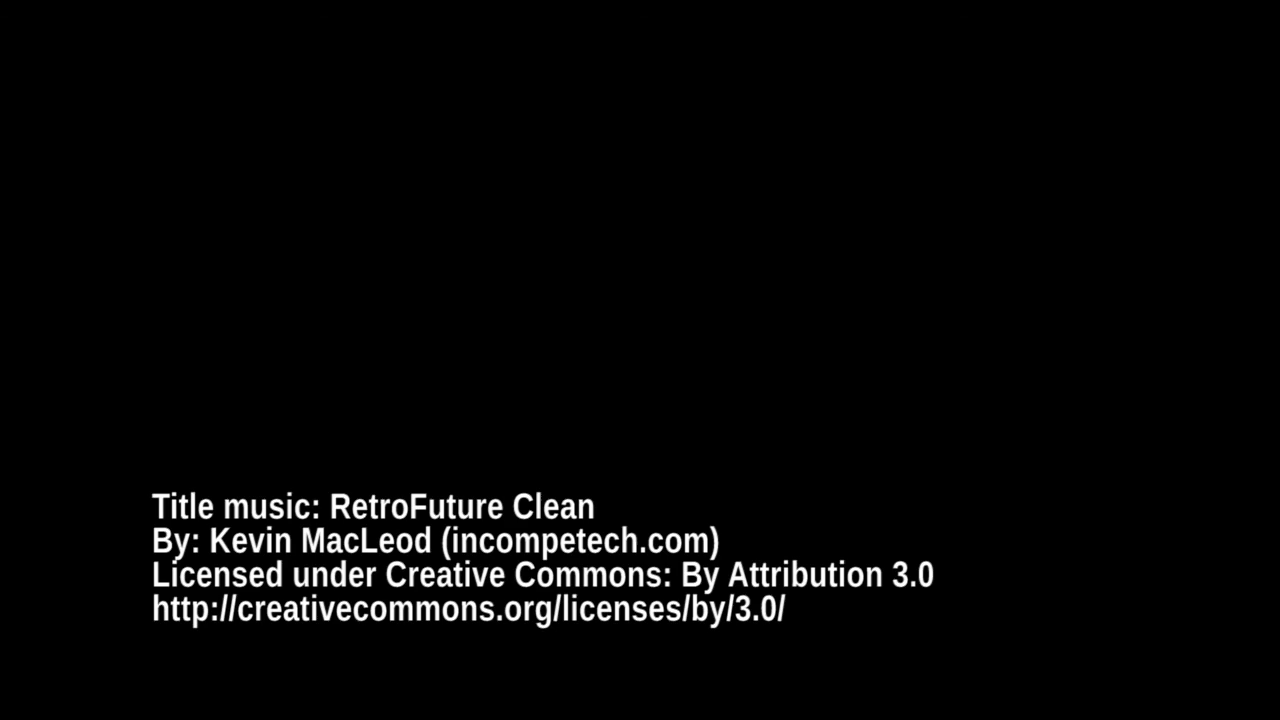 Title music: RetroFuture Clean
By: Kevin MacLeod (incompetech.com)
Licensed under Creative Commons: By Attribution 3.0
http://creativecommons.org/licenses/by/3.0/